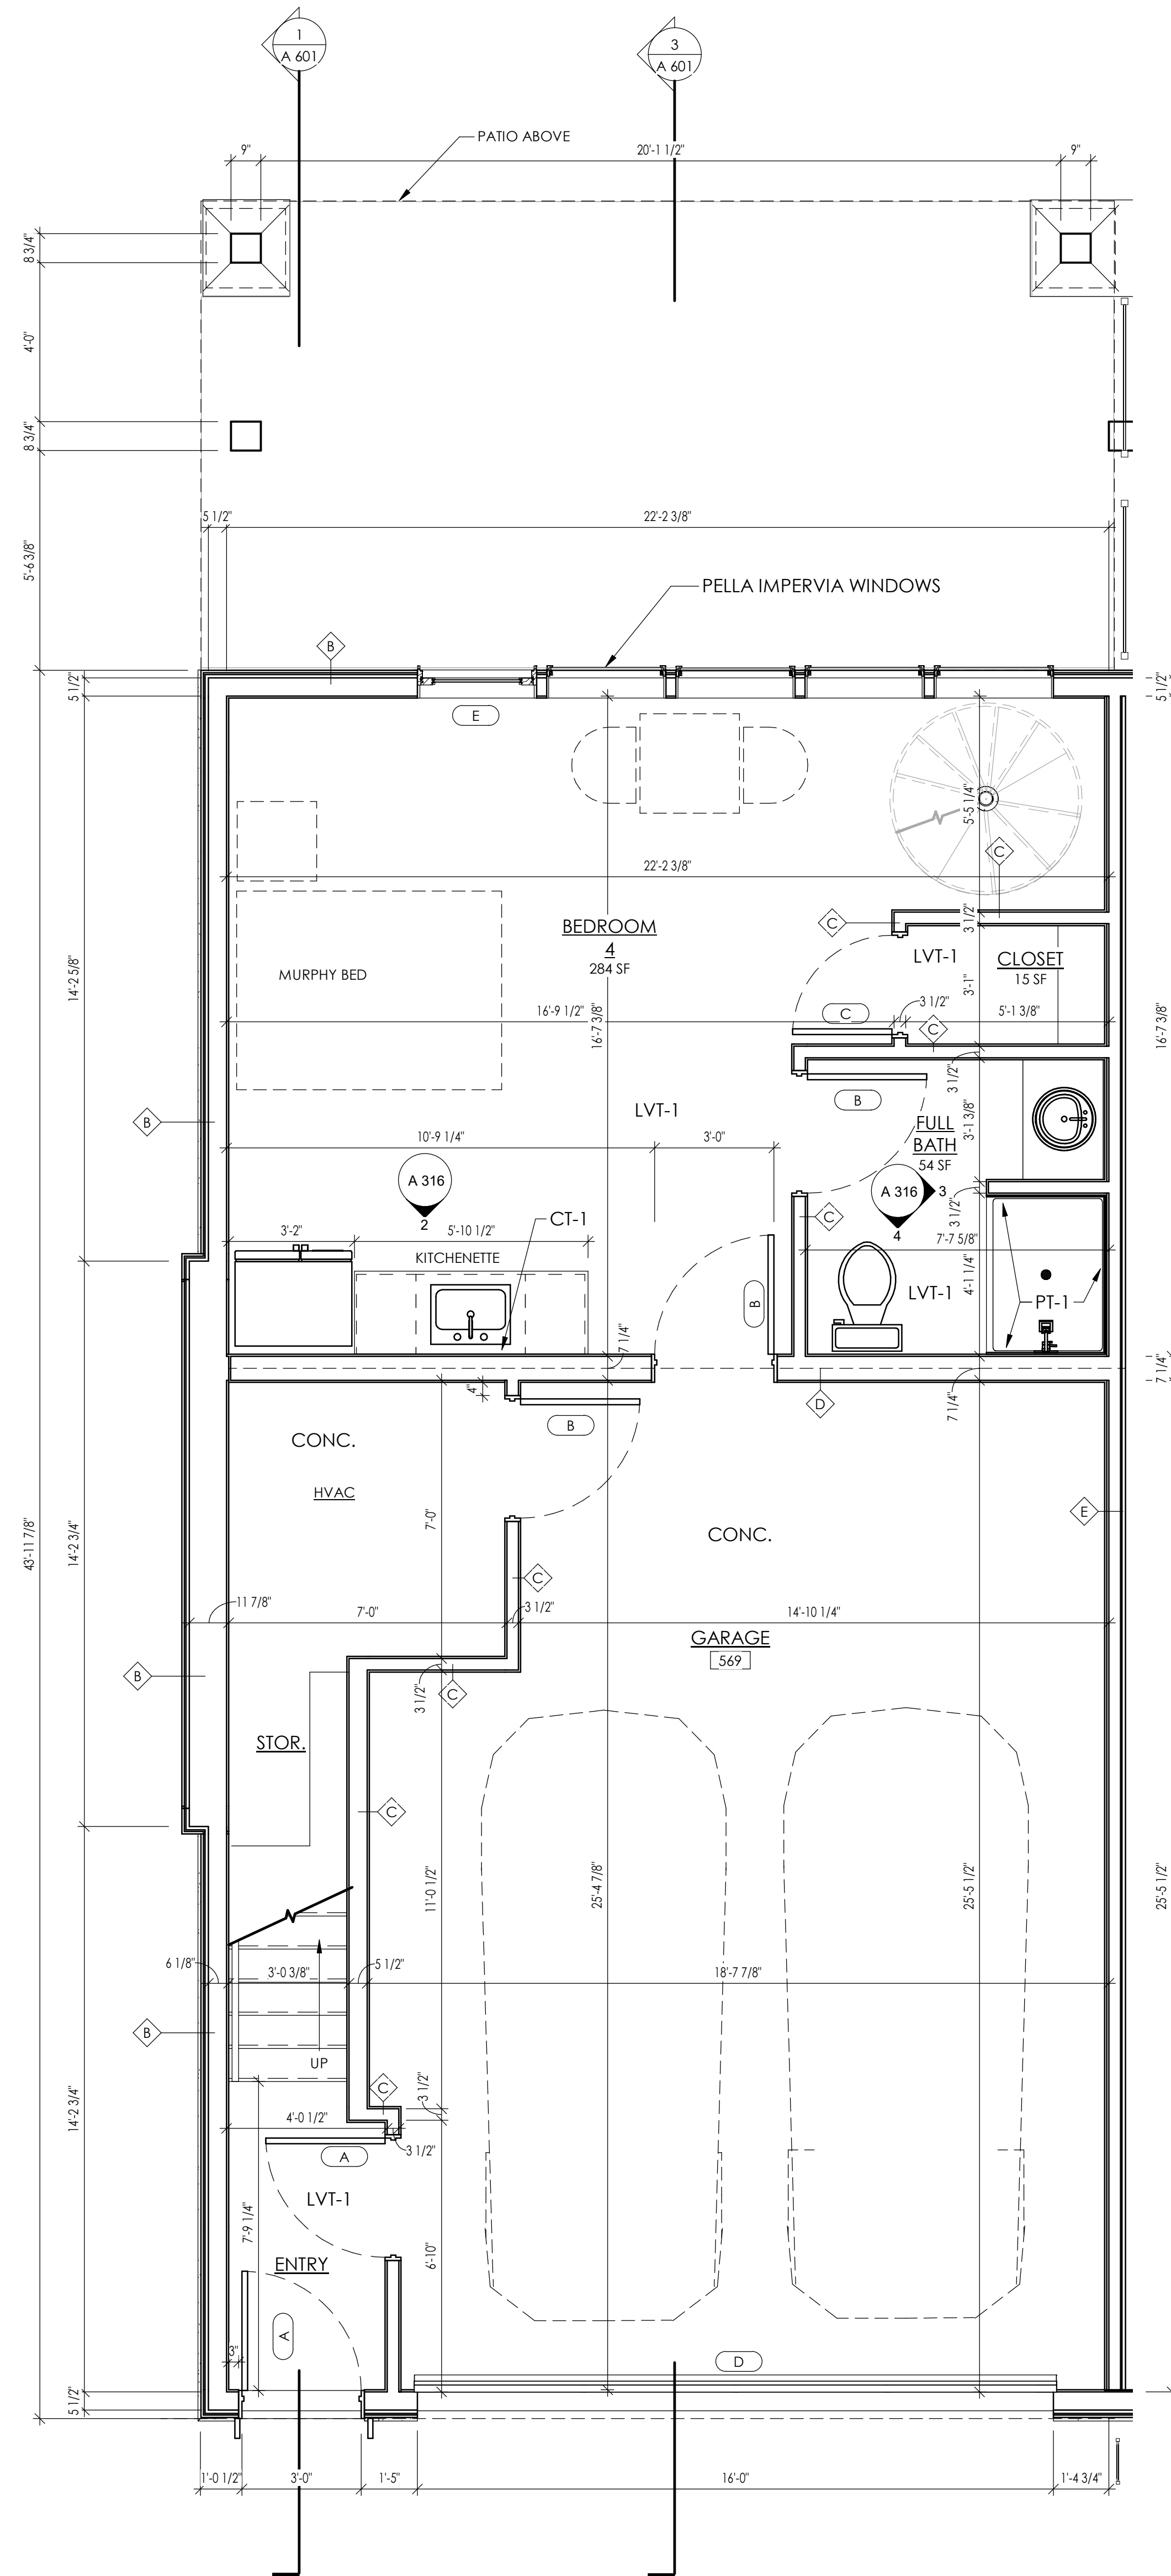 1
A 601
3
A 601
PATIO ABOVE
9"
20'-1 1/2"
9"
8 3/4"
4'-0"
8 3/4"
5'-6 3/8"
5 1/2"
22'-2 3/8"
PELLA IMPERVIA WINDOWS
B
5 1/2"
5 1/2"
E
5'-5 1/4"
C
22'-2 3/8"
BEDROOM
4
284 SF
C
3 1/2"
LVT-1
CLOSET
15 SF
MURPHY BED
14'-2 5/8"
3'-1"
16'-9 1/2"
16'-7 3/8"
C
3 1/2"
5'-1 3/8"
C
16'-7 3/8"
3 1/2"
B
LVT-1
B
FULL
BATH
54 SF
3'-1 3/8"
10'-9 1/4"
3'-0"
A 316
2
A 316
3
4
3 1/2"
C
CT-1
3'-2"
5'-10 1/2"
7'-7 5/8"
KITCHENETTE
4'-1 1/4"
LVT-1
PT-1
B
7 1/4"
7 1/4"
7 1/4"
4"
D
B
CONC.
HVAC
7'-0"
CONC.
E
43'-11 7/8"
14'-2 3/4"
C
11 7/8"
7'-0"
3 1/2"
14'-10 1/4"
GARAGE
569
B
3 1/2"
C
STOR.
C
11'-0 1/2"
25'-4 7/8"
25'-5 1/2"
25'-5 1/2"
6 1/8"
3'-0 3/8"
5 1/2"
18'-7 7/8"
B
UP
C
3 1/2"
14'-2 3/4"
4'-0 1/2"
A
3 1/2"
LVT-1
7'-9 1/4"
6'-10"
ENTRY
A
3"
D
5 1/2"
1'-0 1/2"
3'-0"
1'-5"
16'-0"
1'-4 3/4"